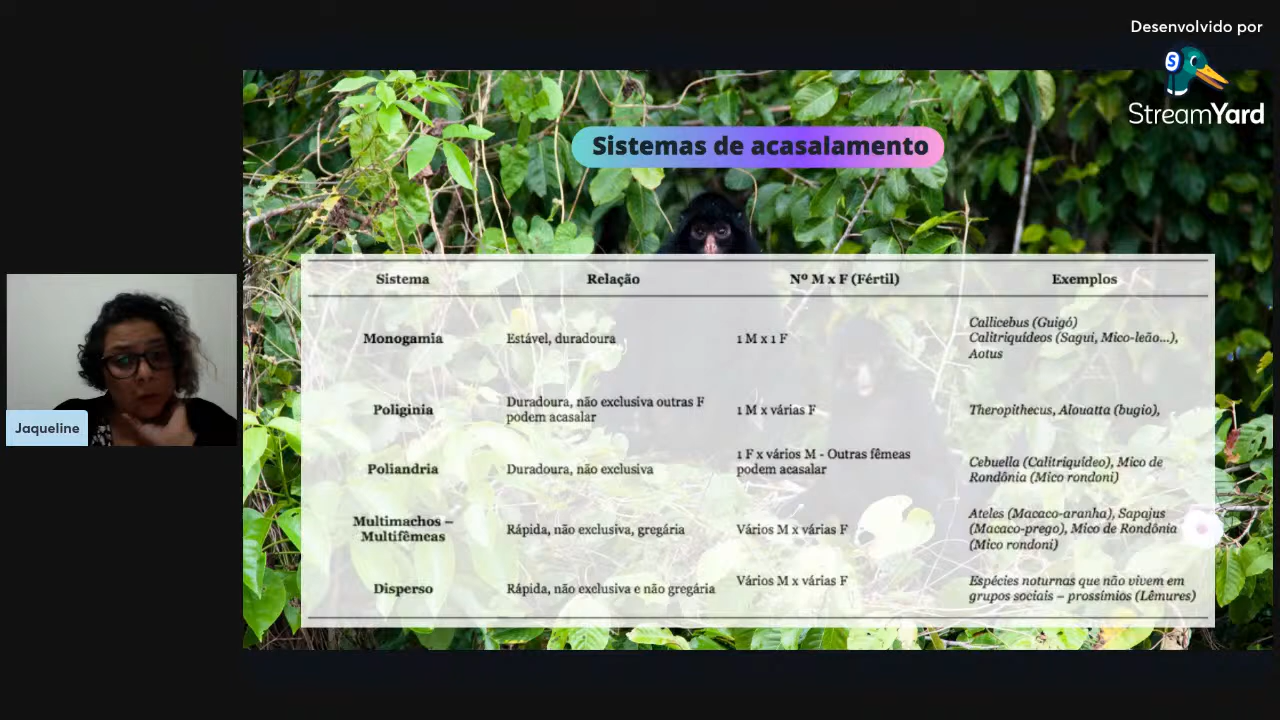 Desenvolvido por
StreamYard
Sistemas de acasalamento
Sistema Relação Nº M x F (Fértil) Exemplos
Monogamia Estável, duradoura 1 M x 1 F Callicebus (Guigó)
Calitriquídeos (Sagui, Mico-leão...),
Aotus
Poliginia Duradoura, não exclusiva outras F
podem acasalar 1 M x várias F Theropithecus, Alouatta (bugio),
Poliandria Duradoura, não exclusiva 1 F x vários M - Outras fêmeas
podem acasalar Cebuella (Calitriquídeo), Mico de
Rondônia (Mico rondoni)
Multimachos –
Multifêmeas Rápida, não exclusiva, gregária Vários M x várias F Ateles (Macaco-aranha), Sapajus
(Macaco-prego), Mico de Rondônia
(Mico rondoni)
Disperso Rápida, não exclusiva e não gregária Vários M x várias F Espécies noturnas que não vivem em
grupos sociais – prossímios (Lêmures)
Jaqueline